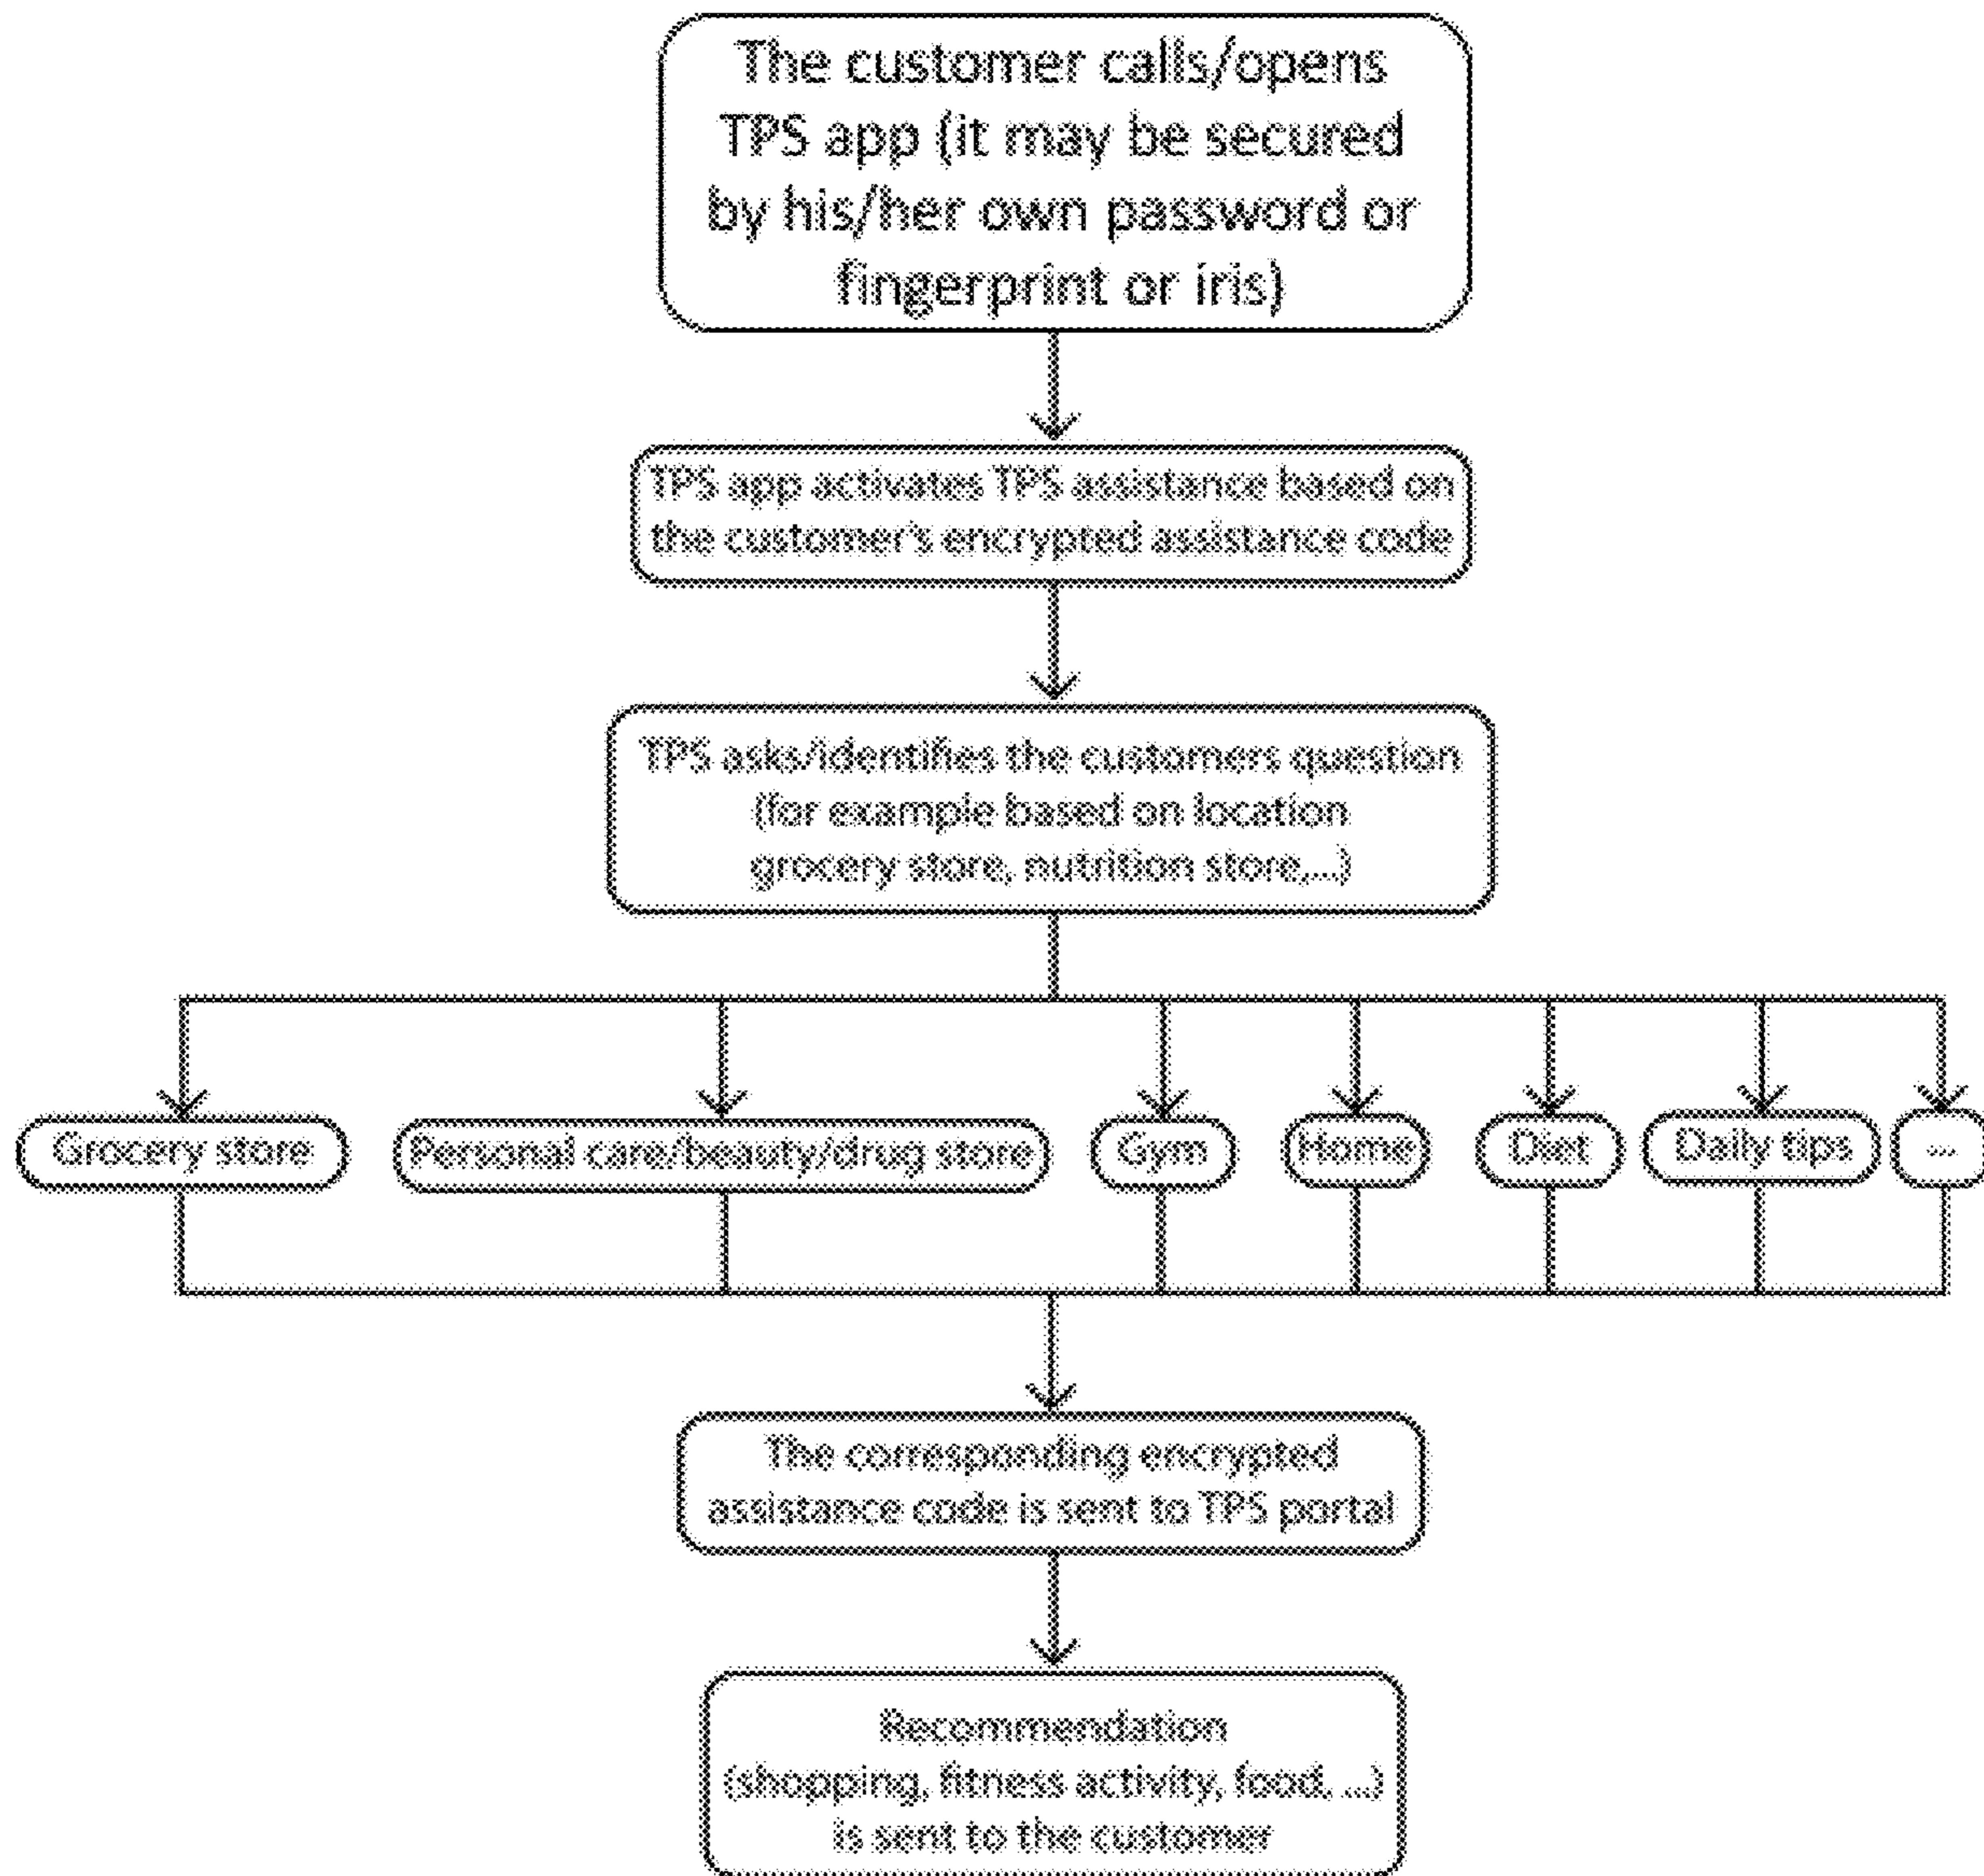 The customer calls/opens
TPS app (it may be secured
by his/her own password or
fingerprint or iris)
TPS app activates TPS assistance based on
the customer's encrypted assistance code
TPS asks/identifies the customers question
(for example based on location
grocery store, nutrition store,...)
Grocery store
Personal care/beauty/drug store
Gym
Home
Diet
Daily tips
...
The corresponding encrypted
assistance code is sent to TPS portal
Recommendation
(shopping, fitness activity, food, ...)
is sent to the customer